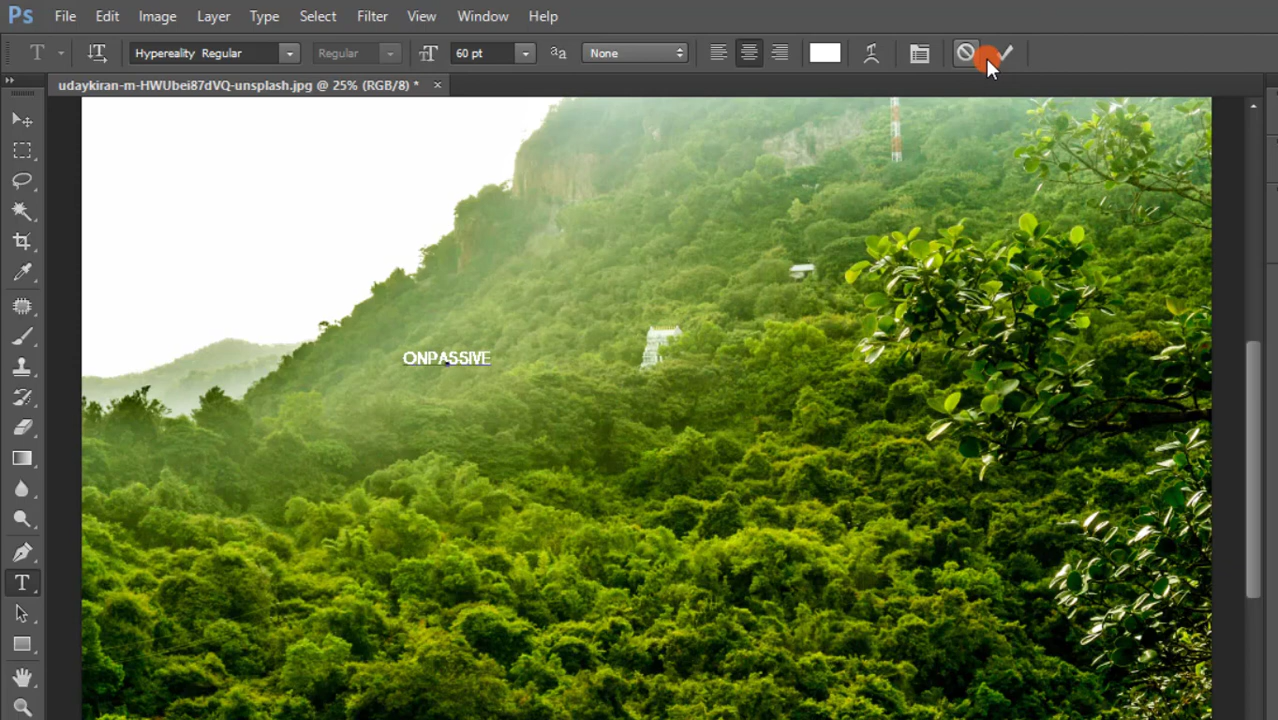 Ps File Edit Image Layer Type Select Filter View Window Help
T Hypereality Regular Regular 60 pt aa None
udaykiran-m-HWUbei87dVQ-unsplash.jpg @ 25% (RGB/8) * ×
ONPASSIVE
T